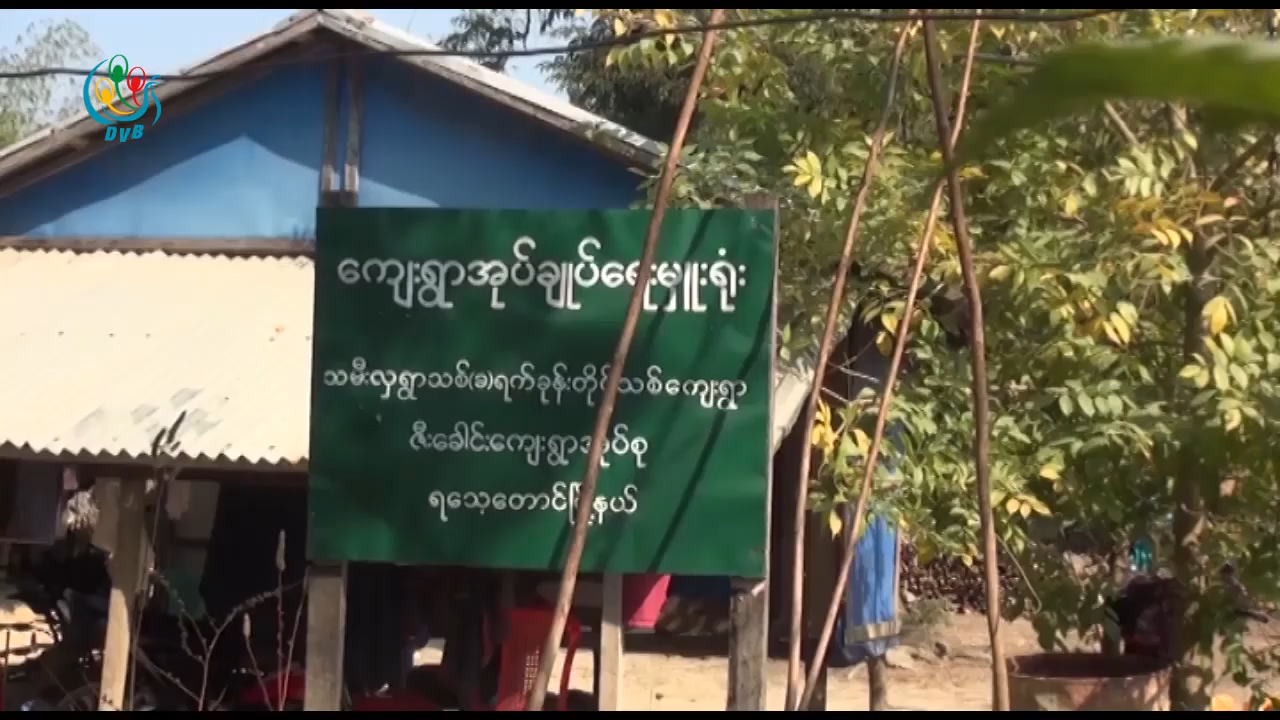 DVB
ကျေးရွာအုပ်ချုပ်ရေးမှူးရုံး
သမီးလှရွာသစ်(ခ)ရက်ခုန်းတိုင်သစ်ကျေးရွာ
ဇီးခေါင်းကျေးရွာအုပ်စု
ရသေ့တောင်မြို့နယ်